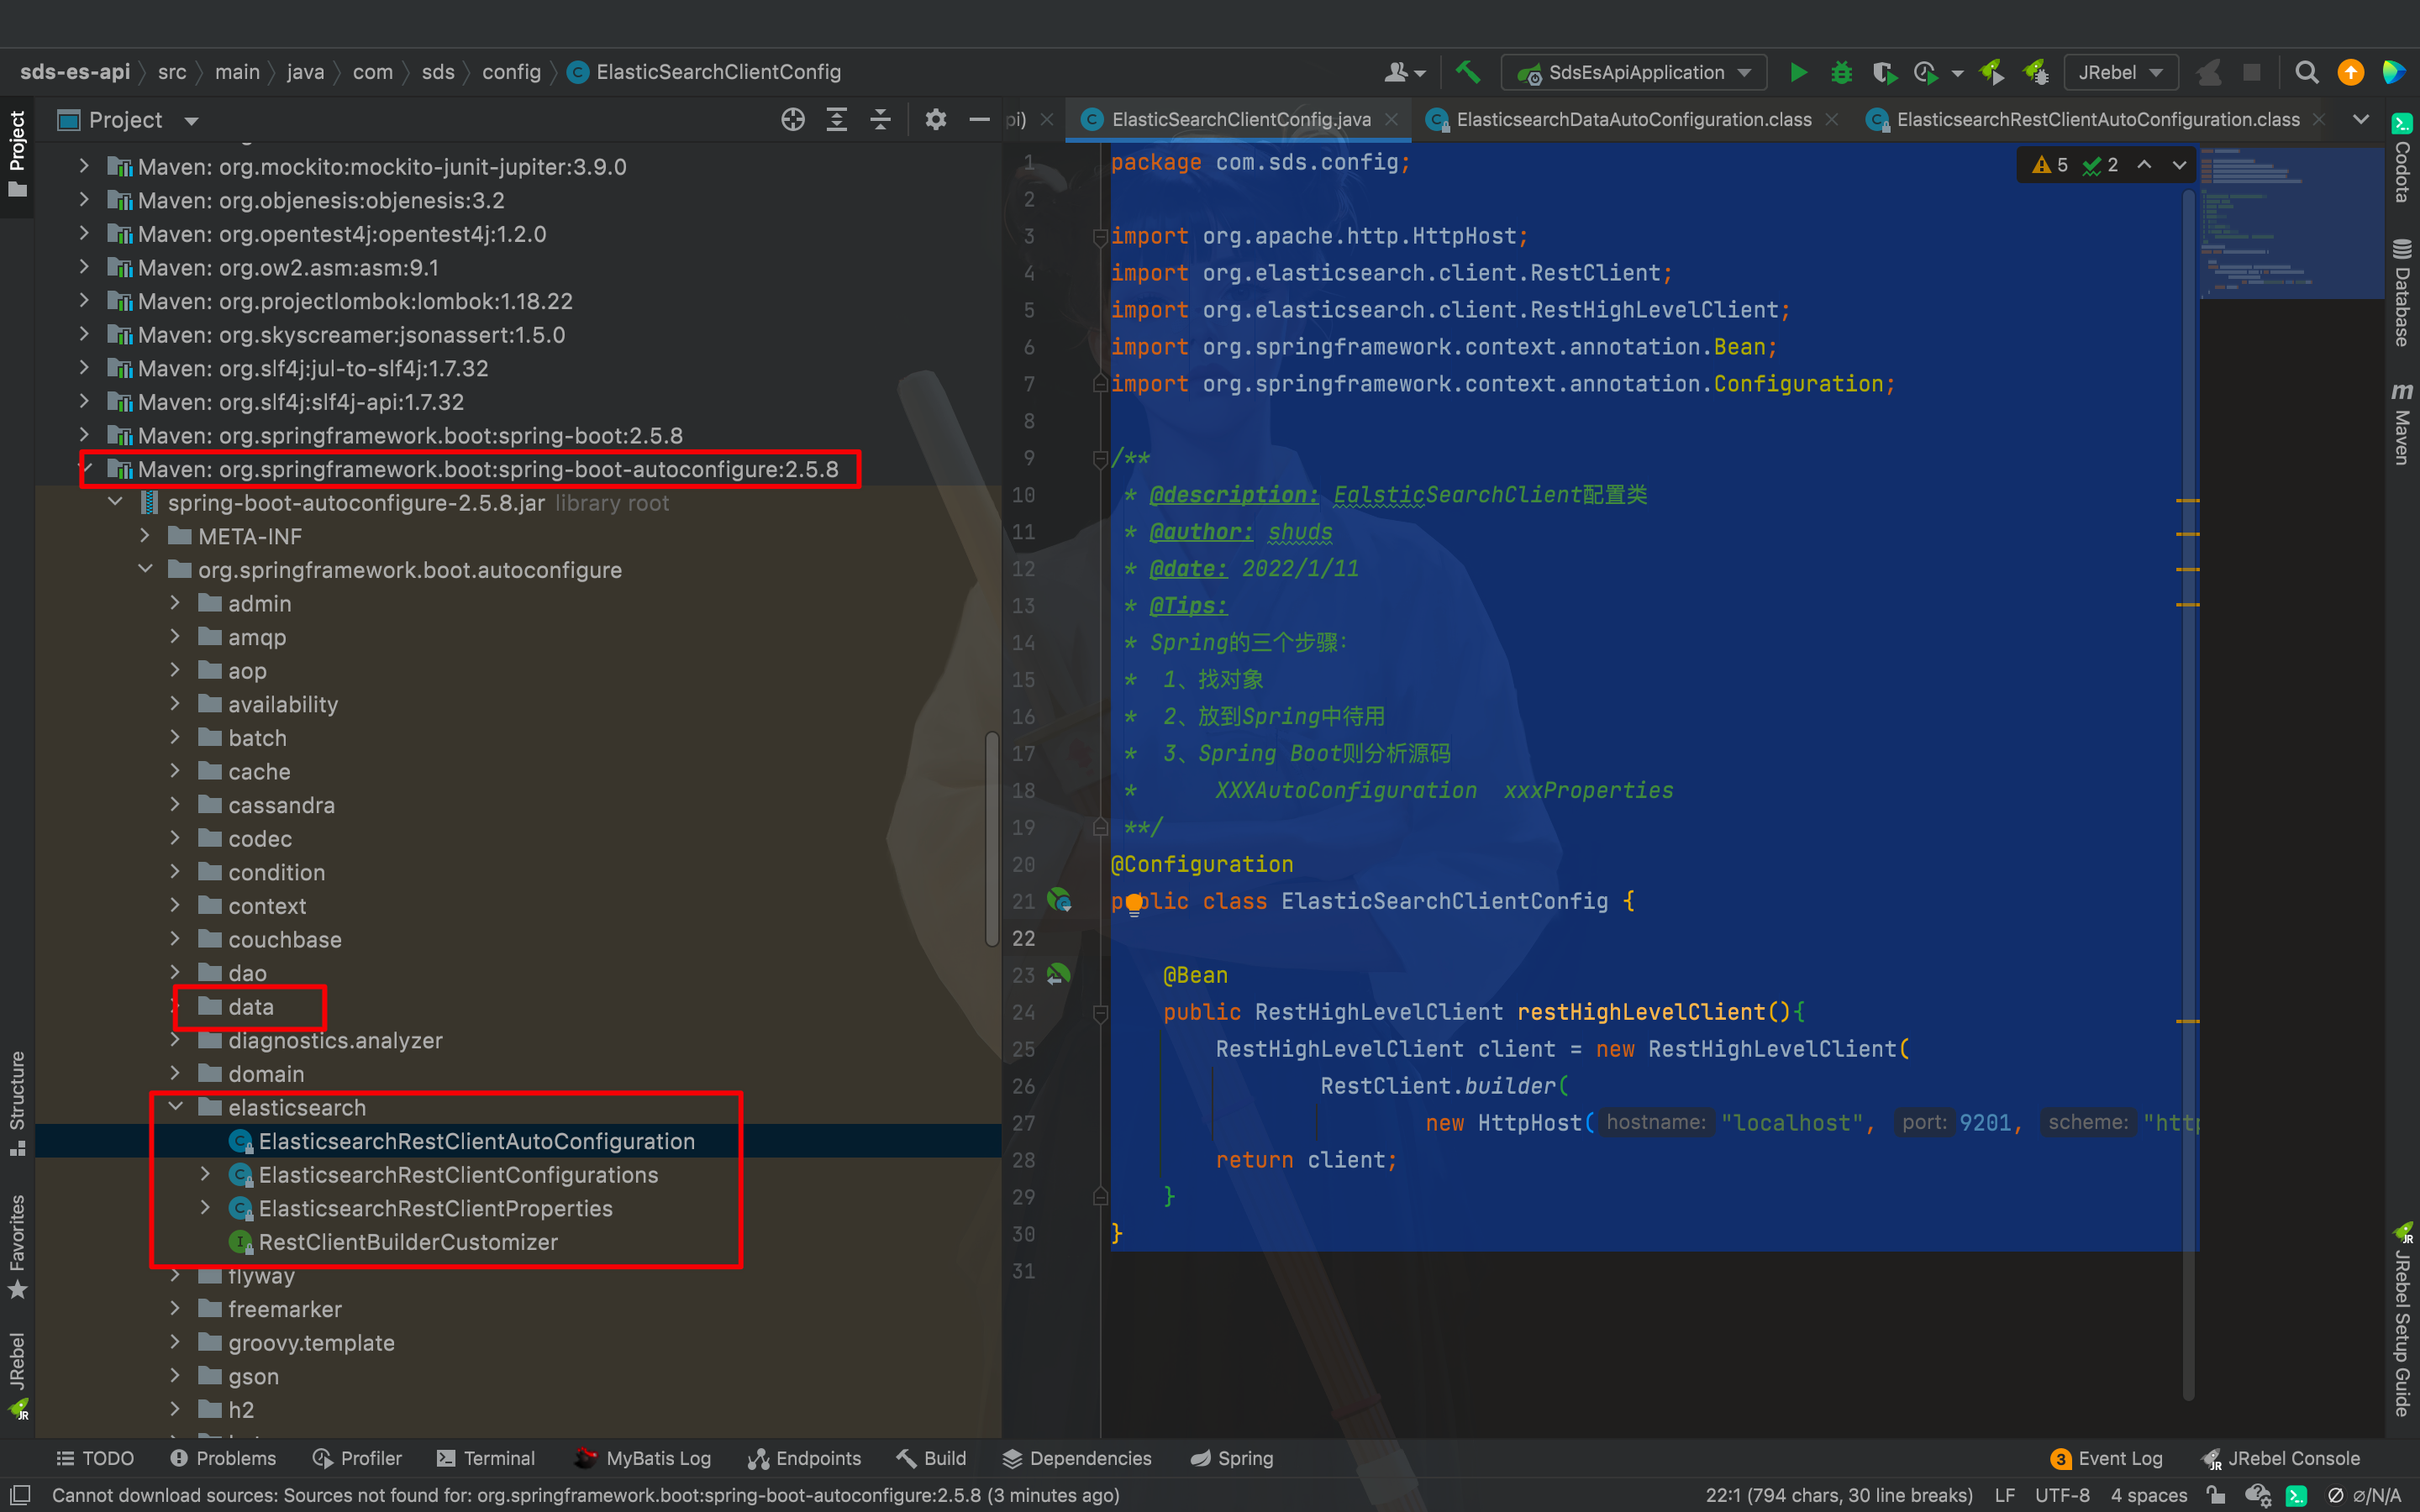 sds-es-api src main java com sds config ElasticSearchClientConfig
SdsEsApiApplication
JRebel
Project
pi)
ElasticSearchClientConfig.java
ElasticsearchDataAutoConfiguration.class
ElasticsearchRestClientAutoConfiguration.class
Project
Structure
Favorites
JRebel
Maven: org.mockito:mockito-junit-jupiter:3.9.0
Maven: org.objenesis:objenesis:3.2
Maven: org.opentest4j:opentest4j:1.2.0
Maven: org.ow2.asm:asm:9.1
Maven: org.projectlombok:lombok:1.18.22
Maven: org.skyscreamer:jsonassert:1.5.0
Maven: org.slf4j:jul-to-slf4j:1.7.32
Maven: org.slf4j:slf4j-api:1.7.32
Maven: org.springframework.boot:spring-boot:2.5.8
Maven: org.springframework.boot:spring-boot-autoconfigure:2.5.8
spring-boot-autoconfigure-2.5.8.jar library root
META-INF
org.springframework.boot.autoconfigure
admin
amqp
aop
availability
batch
cache
cassandra
codec
condition
context
couchbase
dao
data
diagnostics.analyzer
domain
elasticsearch
ElasticsearchRestClientAutoConfiguration
ElasticsearchRestClientConfigurations
ElasticsearchRestClientProperties
RestClientBuilderCustomizer
flyway
freemarker
groovy.template
gson
h2
5 2
1 package com.sds.config;
2
3 import org.apache.http.HttpHost;
4 import org.elasticsearch.client.RestClient;
5 import org.elasticsearch.client.RestHighLevelClient;
6 import org.springframework.context.annotation.Bean;
7 import org.springframework.context.annotation.Configuration;
8
9 /**
10 * @description: EalsticSearchClient配置类
11 * @author: shuds
12 * @date: 2022/1/11
13 * @Tips:
14 * Spring的三个步骤：
15 * 1、找对象
16 * 2、放到Spring中待用
17 * 3、Spring Boot则分析源码
18 * XXXAutoConfiguration xxxProperties
19 **/
20 @Configuration
21 public class ElasticSearchClientConfig {
22
23 @Bean
24 public RestHighLevelClient restHighLevelClient(){
25 RestHighLevelClient client = new RestHighLevelClient(
26 RestClient.builder(
27 new HttpHost( hostname: "localhost", port: 9201, scheme: "http
28 return client;
29 }
30 }
31
Codota
Database
m Maven
JRebel Setup Guide
TODO Problems Profiler Terminal MyBatis Log Endpoints Build Dependencies Spring 3 Event Log JRebel Console
Cannot download sources: Sources not found for: org.springframework.boot:spring-boot-autoconfigure:2.5.8 (3 minutes ago) 22:1 (794 chars, 30 line breaks) LF UTF-8 4 spaces ∅/N/A